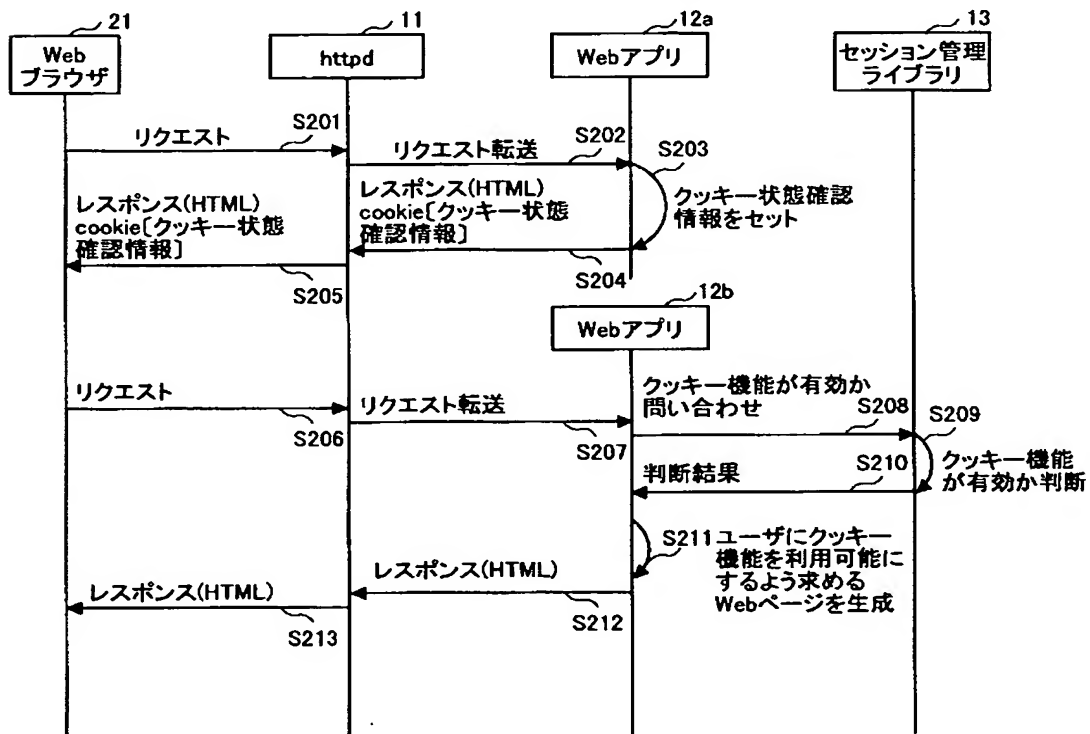 21
Web
ブラウザ
11
httpd
12a
Webアプリ
13
セッション管理
ライブラリ
リクエスト
S201
リクエスト転送
S202
S203
クッキー状態確認
情報をセット
レスポンス(HTML)
cookie〔クッキー状態
確認情報〕
S204
レスポンス(HTML)
cookie〔クッキー状態
確認情報〕
S205
12b
Webアプリ
リクエスト
S206
リクエスト転送
S207
クッキー機能が有効か
問い合わせ
S208
S209
クッキー機能
が有効か判断
判断結果
S210
S211
ユーザにクッキー
機能を利用可能に
するよう求める
Webページを生成
レスポンス(HTML)
S212
レスポンス(HTML)
S213